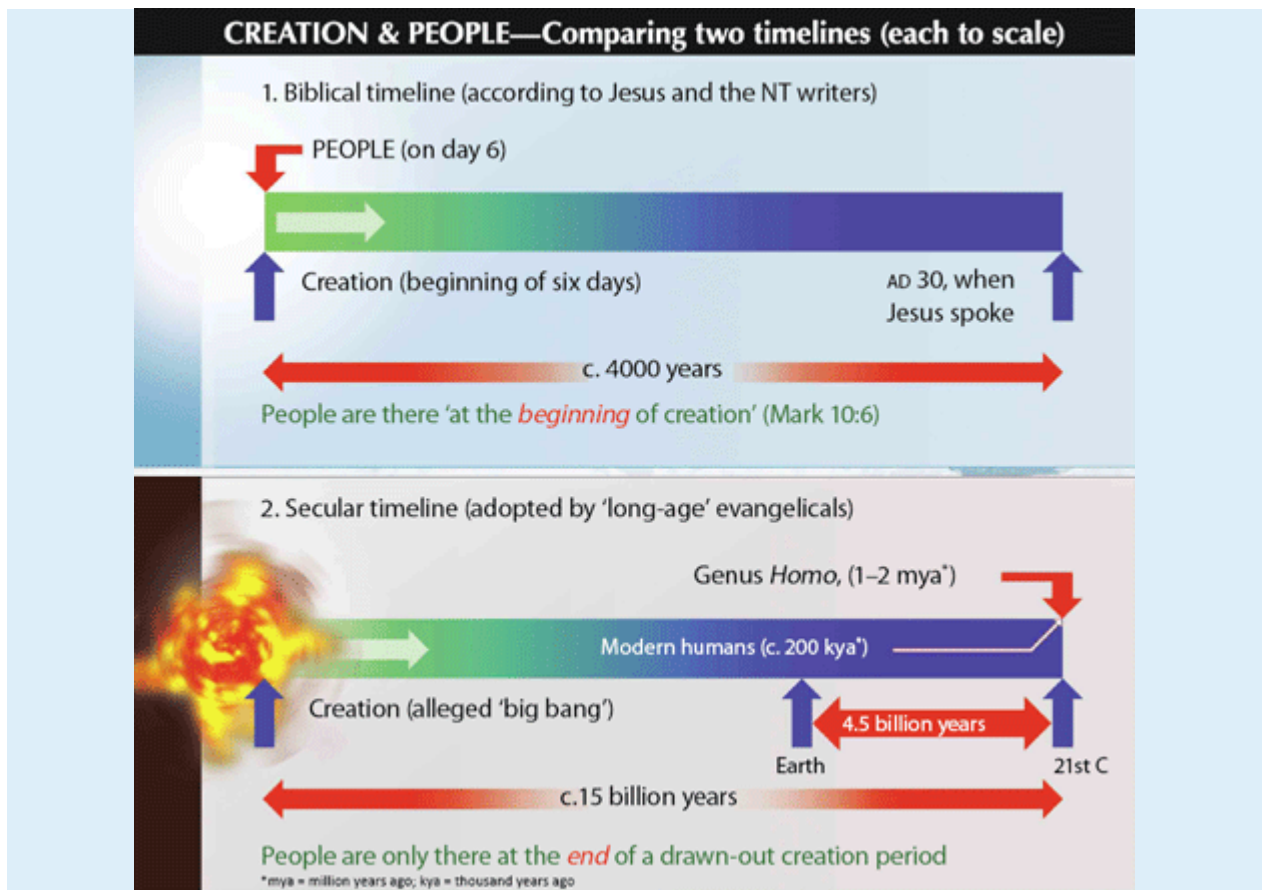 CREATION & PEOPLE—Comparing two timelines (each to scale)
1. Biblical timeline (according to Jesus and the NT writers)
PEOPLE (on day 6)
Creation (beginning of six days)
AD 30, when
Jesus spoke
c. 4000 years
People are there ‘at the beginning of creation’ (Mark 10:6)
2. Secular timeline (adopted by ‘long-age’ evangelicals)
Genus Homo, (1–2 mya*)
Modern humans (c. 200 kya*)
Creation (alleged ‘big bang’)
4.5 billion years
Earth
21st C
c.15 billion years
People are only there at the end of a drawn-out creation period
*mya = million years ago; kya = thousand years ago